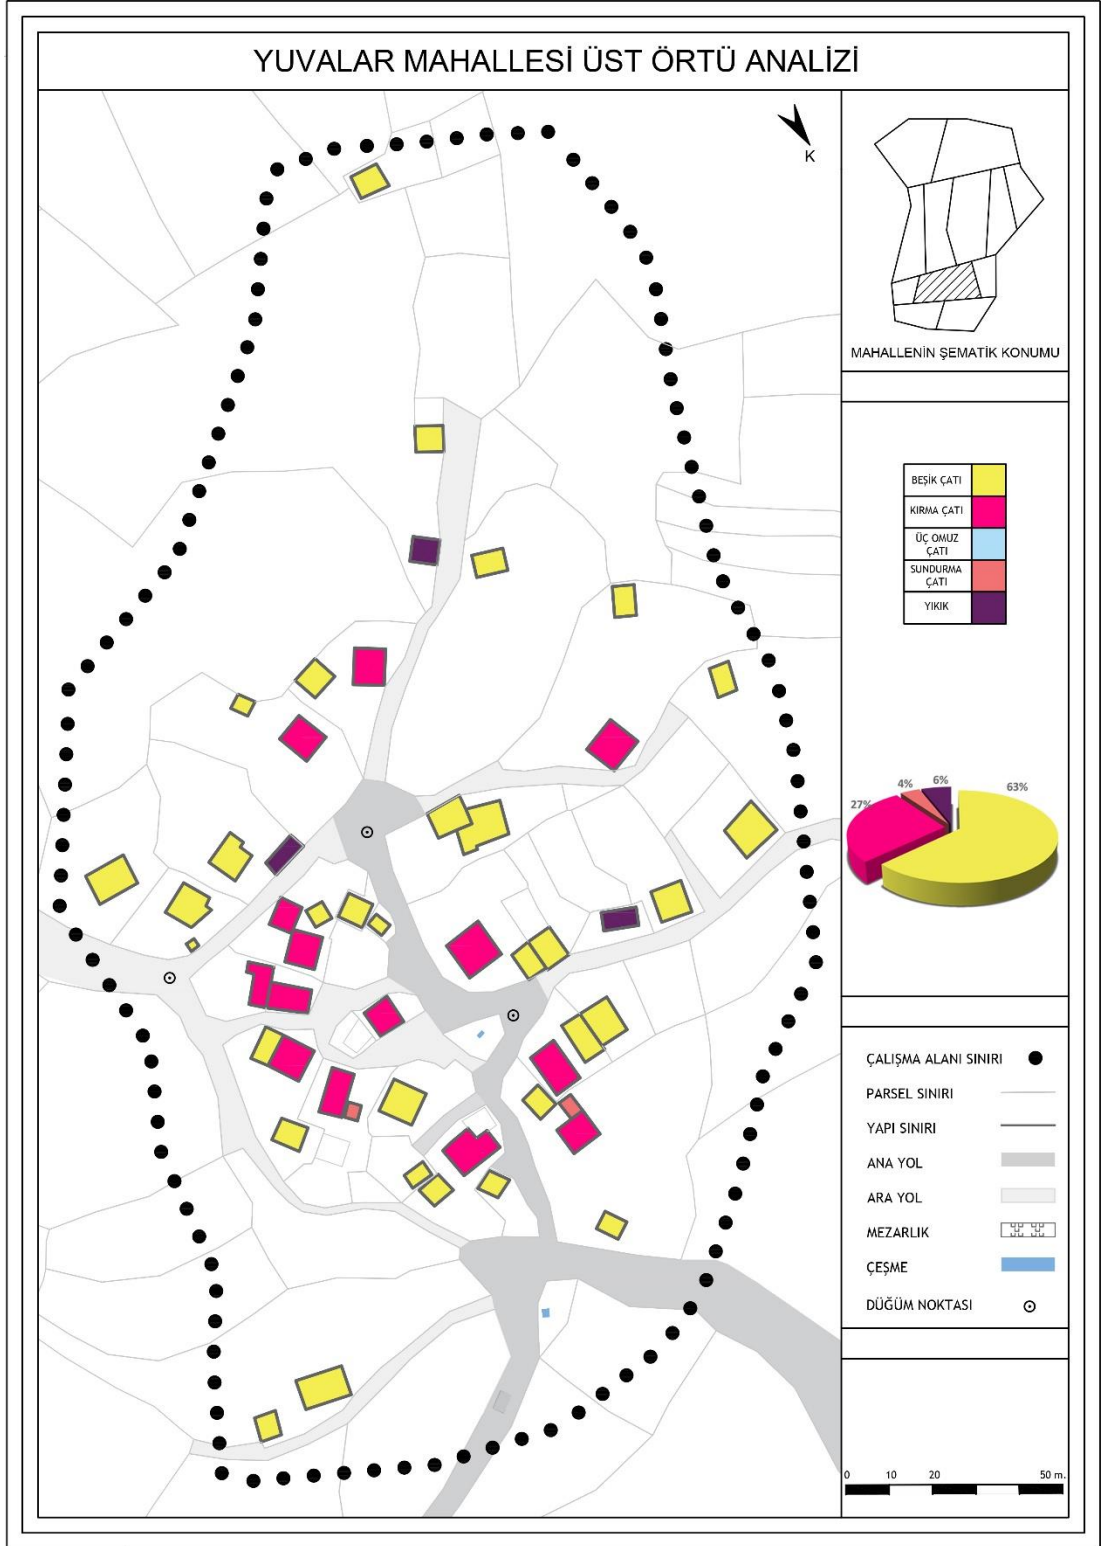 YUVALAR MAHALLESİ ÜST ÖRTÜ ANALİZİ
K
MAHALLENİN ŞEMATİK KONUMU
BEŞİK ÇATI
KIRMA ÇATI
ÜÇ OMUZ
ÇATI
SUNDURMA
ÇATI
YIKIK
4%
6%
63%
27%
ÇALIŞMA ALANI SINIRI
PARSEL SINIRI
YAPI SINIRI
ANA YOL
ARA YOL
MEZARLIK
ÇEŞME
DÜĞÜM NOKTASI
0 10 20 50 m.